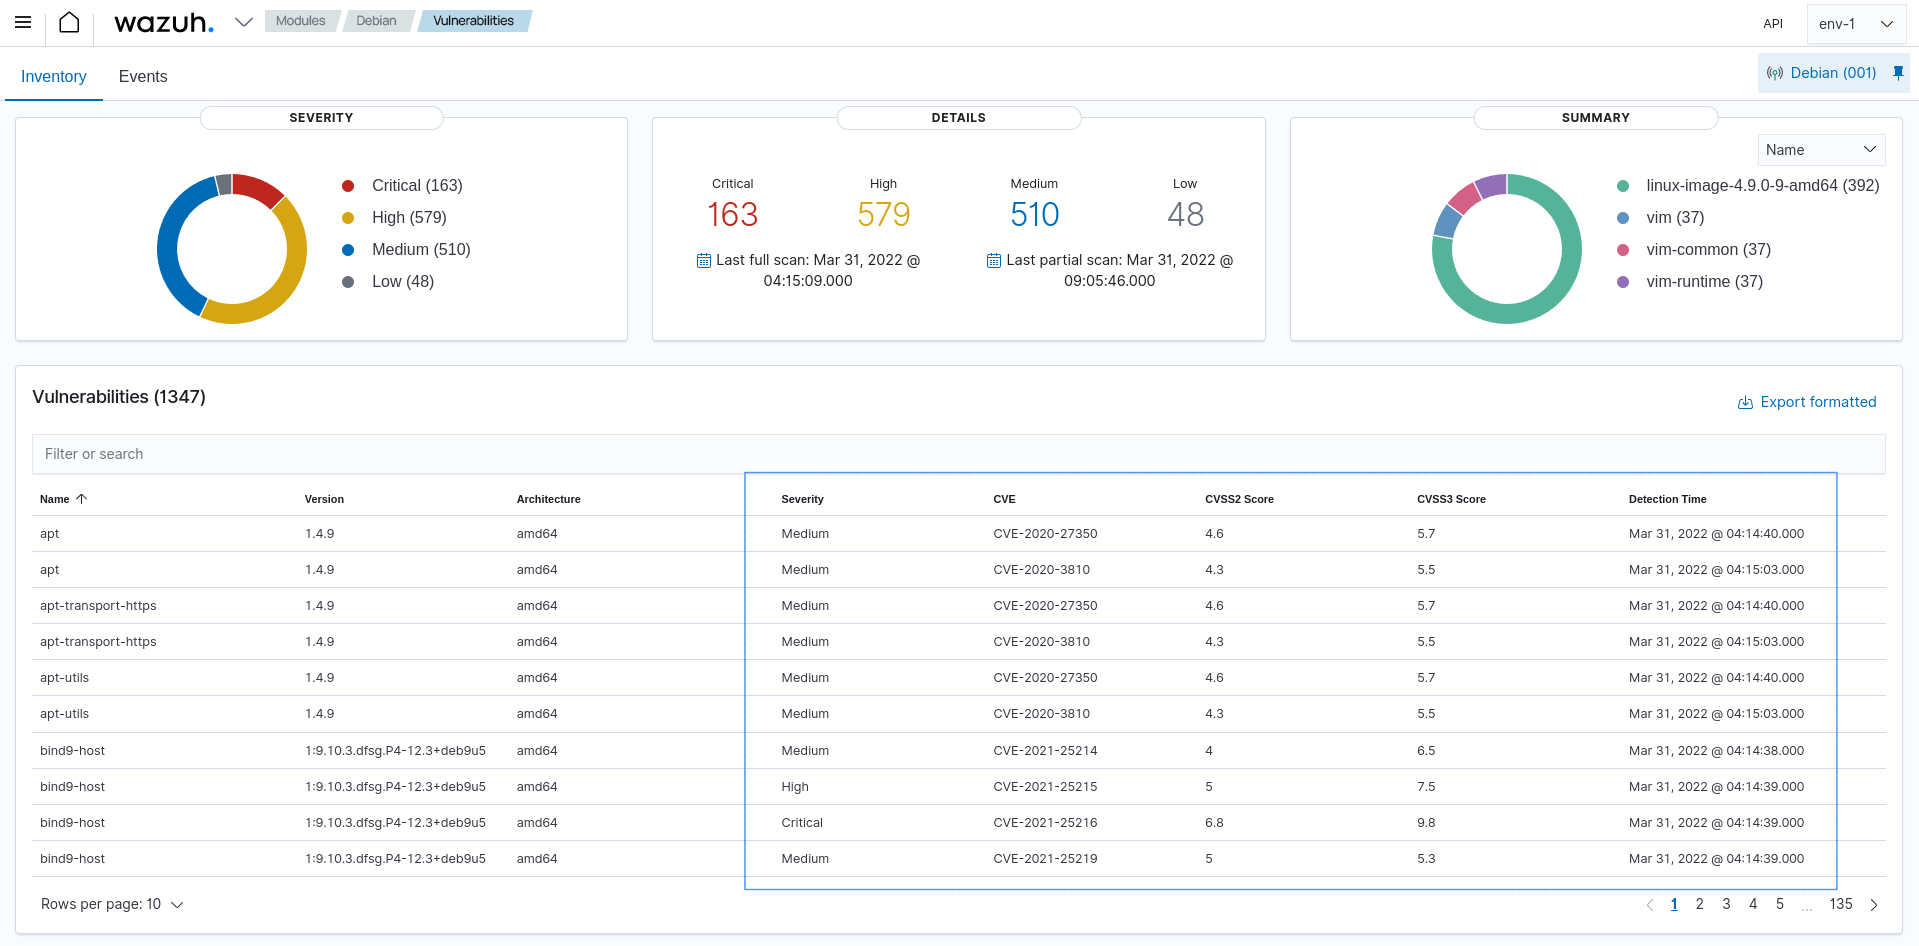 wazuh. Modules Debian Vulnerabilities API env-1
Inventory Events Debian (001)
SEVERITY
Critical (163)
High (579)
Medium (510)
Low (48)
DETAILS
Critical High Medium Low
163 579 510 48
Last full scan: Mar 31, 2022 @ 04:15:09.000
Last partial scan: Mar 31, 2022 @ 09:05:46.000
SUMMARY
Name
linux-image-4.9.0-9-amd64 (392)
vim (37)
vim-common (37)
vim-runtime (37)
Vulnerabilities (1347)
Export formatted
Filter or search
Name Version Architecture Severity CVE CVSS2 Score CVSS3 Score Detection Time
apt 1.4.9 amd64 Medium CVE-2020-27350 4.6 5.7 Mar 31, 2022 @ 04:14:40.000
apt 1.4.9 amd64 Medium CVE-2020-3810 4.3 5.5 Mar 31, 2022 @ 04:15:03.000
apt-transport-https 1.4.9 amd64 Medium CVE-2020-27350 4.6 5.7 Mar 31, 2022 @ 04:14:40.000
apt-transport-https 1.4.9 amd64 Medium CVE-2020-3810 4.3 5.5 Mar 31, 2022 @ 04:15:03.000
apt-utils 1.4.9 amd64 Medium CVE-2020-27350 4.6 5.7 Mar 31, 2022 @ 04:14:40.000
apt-utils 1.4.9 amd64 Medium CVE-2020-3810 4.3 5.5 Mar 31, 2022 @ 04:15:03.000
bind9-host 1:9.10.3.dfsg.P4-12.3+deb9u5 amd64 Medium CVE-2021-25214 4 6.5 Mar 31, 2022 @ 04:14:38.000
bind9-host 1:9.10.3.dfsg.P4-12.3+deb9u5 amd64 High CVE-2021-25215 5 7.5 Mar 31, 2022 @ 04:14:39.000
bind9-host 1:9.10.3.dfsg.P4-12.3+deb9u5 amd64 Critical CVE-2021-25216 6.8 9.8 Mar 31, 2022 @ 04:14:39.000
bind9-host 1:9.10.3.dfsg.P4-12.3+deb9u5 amd64 Medium CVE-2021-25219 5 5.3 Mar 31, 2022 @ 04:14:39.000
Rows per page: 10 1 2 3 4 5 ... 135